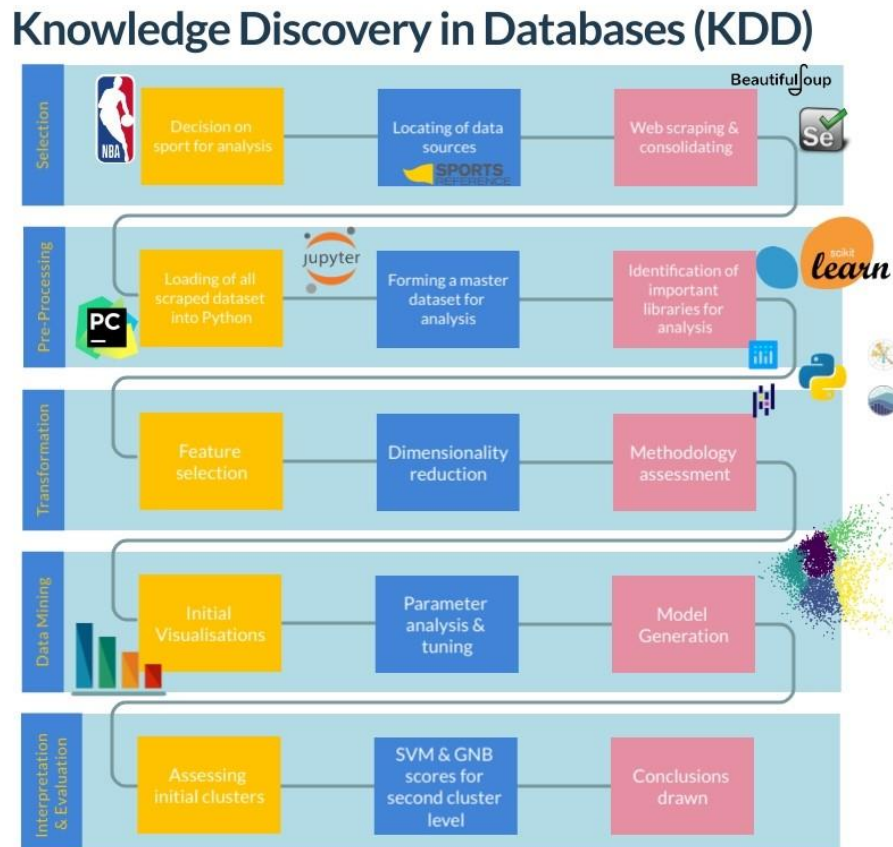 Knowledge Discovery in Databases (KDD)
BeautifulSoup
Selection
NBA
Decision on
sport for analysis
Locating of data
sources
SPORTS
REFERENCE
Web scraping &
consolidating
Se
Pre-Processing
PC
Loading of all
scraped dataset
into Python
jupyter
Forming a master
dataset for
analysis
Identification of
important
libraries for
analysis
scikit
learn
Transformation
Feature
selection
Dimensionality
reduction
Methodology
assessment
Data Mining
Initial
Visualisations
Parameter
analysis &
tuning
Model
Generation
Interpretation
& Evaluation
Assessing
initial clusters
SVM & GNB
scores for
second cluster
level
Conclusions
drawn